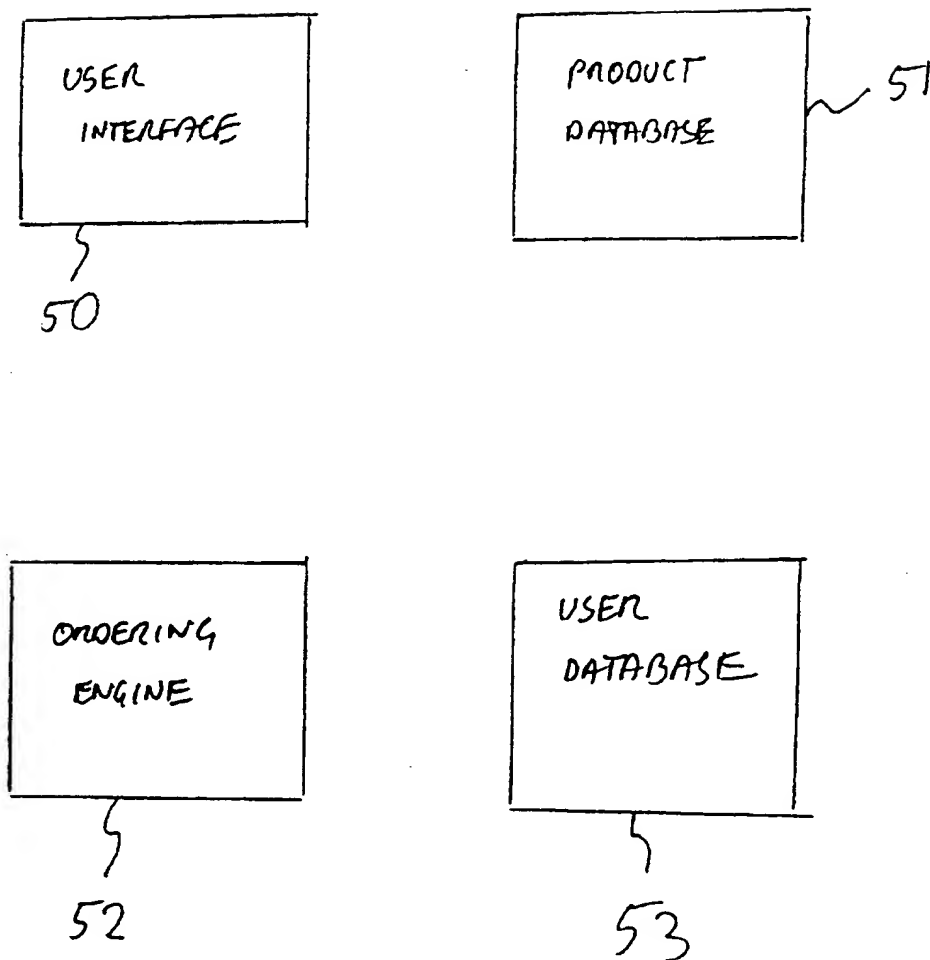 USER
INTERFACE
50
PRODUCT
DATABASE
51
ORDERING
ENGINE
52
USER
DATABASE
53